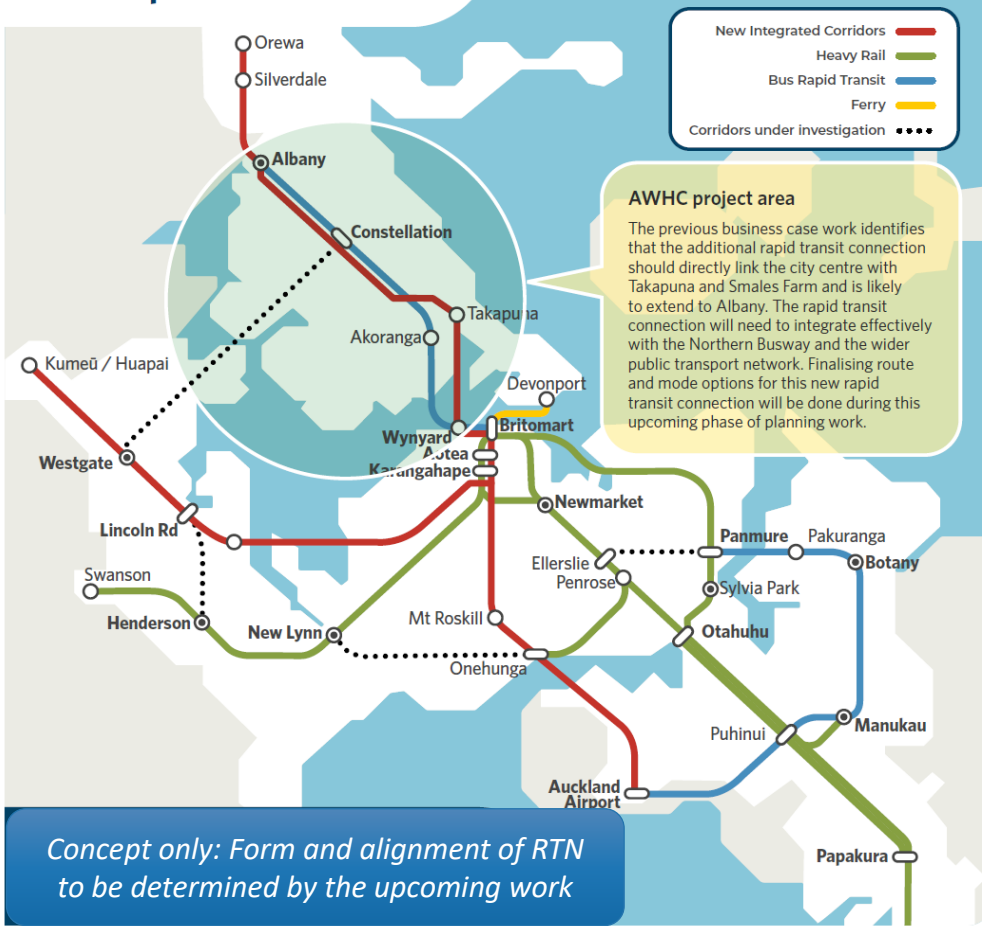 New Integrated Corridors
Heavy Rail
Bus Rapid Transit
Ferry
Corridors under investigation
Orewa
Silverdale
Albany
Constellation
Takapuna
Akoranga
AWHC project area
The previous business case work identifies
that the additional rapid transit connection
should directly link the city centre with
Takapuna and Smales Farm and is likely
to extend to Albany. The rapid transit
connection will need to integrate effectively
with the Northern Busway and the wider
public transport network. Finalising route
and mode options for this new rapid
transit connection will be done during this
upcoming phase of planning work.
Kumeū / Huapai
Devonport
Britomart
Wynyard
Aotea
Karangahape
Westgate
Newmarket
Lincoln Rd
Panmure
Pakuranga
Botany
Ellerslie
Penrose
Sylvia Park
Swanson
Henderson
New Lynn
Mt Roskill
Otahuhu
Onehunga
Puhinui
Manukau
Auckland
Airport
Papakura
Concept only: Form and alignment of RTN
to be determined by the upcoming work